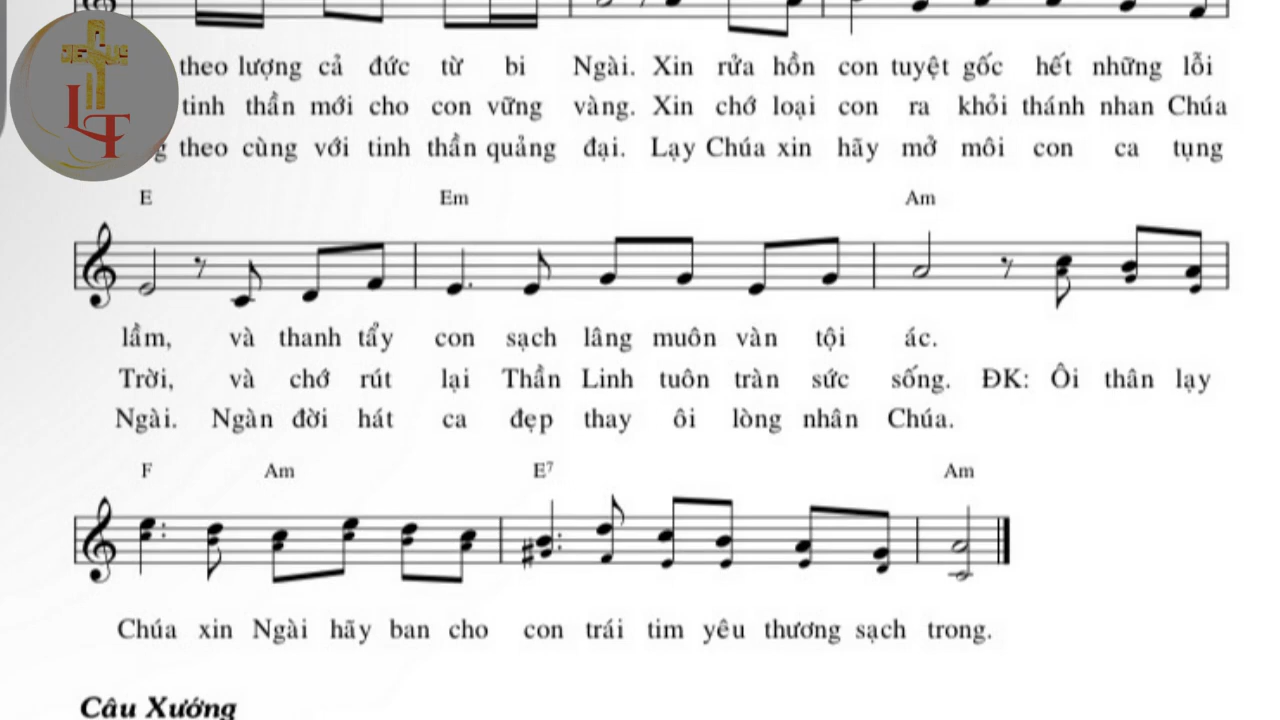 JESUS
LT
theo lượng cả đức từ bi Ngài. Xin rửa hồn con tuyệt gốc hết những lỗi
tinh thần mới cho con vững vàng. Xin chớ loại con ra khỏi thánh nhan Chúa
theo cùng với tinh thần quảng đại. Lạy Chúa xin hãy mở môi con ca tụng
E Em Am
lầm, và thanh tẩy con sạch lâng muôn vàn tội ác.
Trời, và chớ rút lại Thần Linh tuôn tràn sức sống. ĐK: Ôi thân lạy
Ngài. Ngàn đời hát ca đẹp thay ôi lòng nhân Chúa.
F Am E7 Am
Chúa xin Ngài hãy ban cho con trái tim yêu thương sạch trong.
Câu Xướng